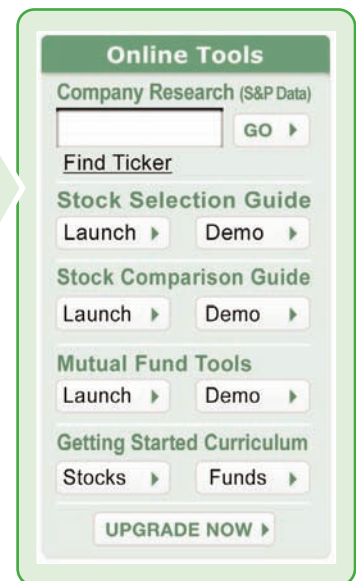 Online Tools
Company Research (S&P Data)
GO
Find Ticker
Stock Selection Guide
Launch Demo
Stock Comparison Guide
Launch Demo
Mutual Fund Tools
Launch Demo
Getting Started Curriculum
Stocks Funds
UPGRADE NOW